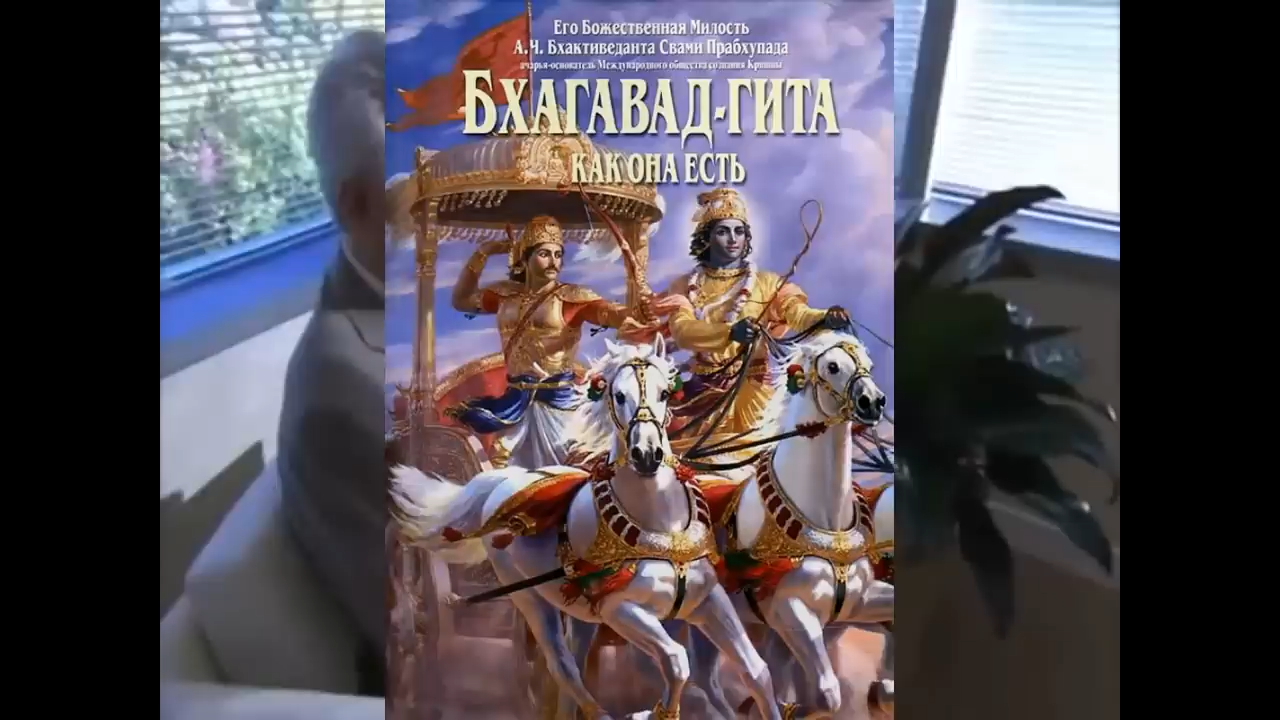 Его Божественная Милость
А.Ч. Бхактиведанта Свами Прабхупада
ачарья-основатель Международного общества сознания Кришны
БХАГАВАД-ГИТА
КАК ОНА ЕСТЬ